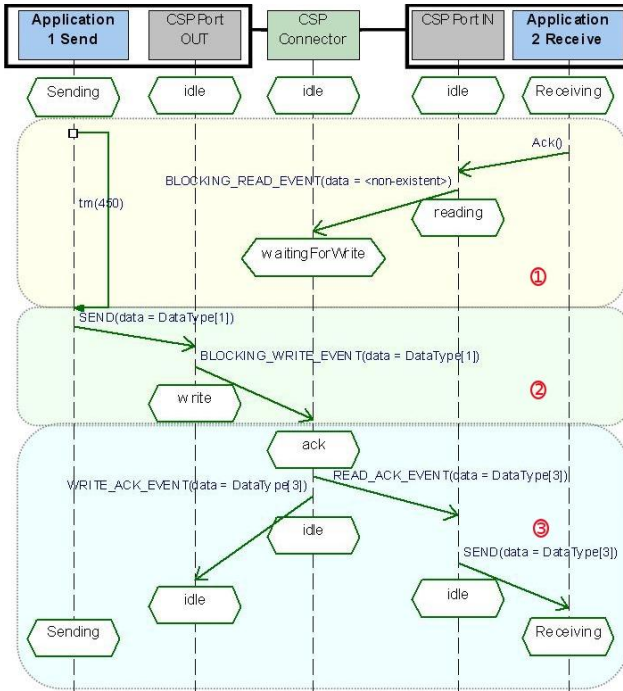 Application
1 Send
CSP Port
OUT
CSP
Connector
CSP Port IN
Application
2 Receive
Sending
idle
idle
idle
Receiving
Ack()
BLOCKING_READ_EVENT(data = <non-existent>)
tm(450)
reading
waitingForWrite
①
SEND(data = DataType[1])
BLOCKING_WRITE_EVENT(data = DataType[1])
write
②
ack
READ_ACK_EVENT(data = DataType[3])
WRITE_ACK_EVENT(data = DataType[3])
idle
③
SEND(data = DataType[3])
idle
idle
Sending
Receiving